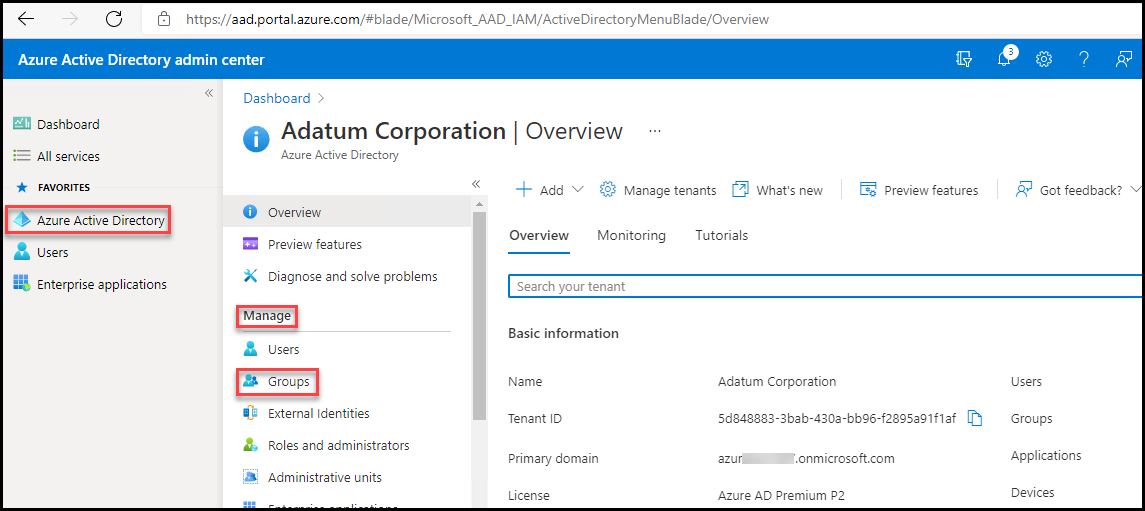 https://aad.portal.azure.com/#blade/Microsoft_AAD_IAM/ActiveDirectoryMenuBlade/Overview
Azure Active Directory admin center
3
Dashboard
All services
FAVORITES
Azure Active Directory
Users
Enterprise applications
Dashboard >
Adatum Corporation | Overview ...
Azure Active Directory
Overview
Preview features
Diagnose and solve problems
Manage
Users
Groups
External Identities
Roles and administrators
Administrative units
+ Add Manage tenants What's new Preview features Got feedback?
Overview Monitoring Tutorials
Search your tenant
Basic information
Name Adatum Corporation Users
Tenant ID 5d848883-3bab-430a-bb96-f2895a91f1af Groups
Primary domain azur .onmicrosoft.com Applications
License Azure AD Premium P2 Devices